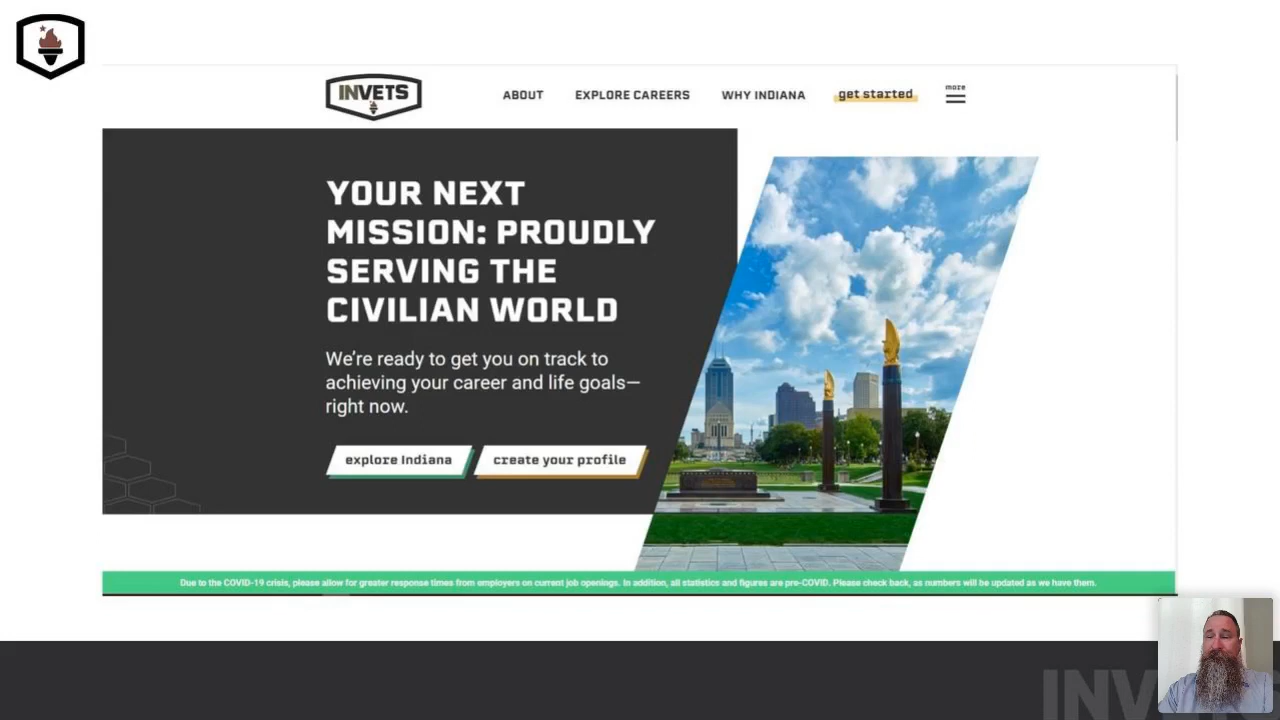 INVETS
ABOUT
EXPLORE CAREERS
WHY INDIANA
get started
more
YOUR NEXT
MISSION: PROUDLY
SERVING THE
CIVILIAN WORLD
We're ready to get you on track to
achieving your career and life goals—
right now.
explore Indiana
create your profile
Due to the COVID-19 crisis, please allow for greater response times from employers on current job openings. In addition, all statistics and figures are pre-COVID. Please check back, as numbers will be updated as we have them.
INV